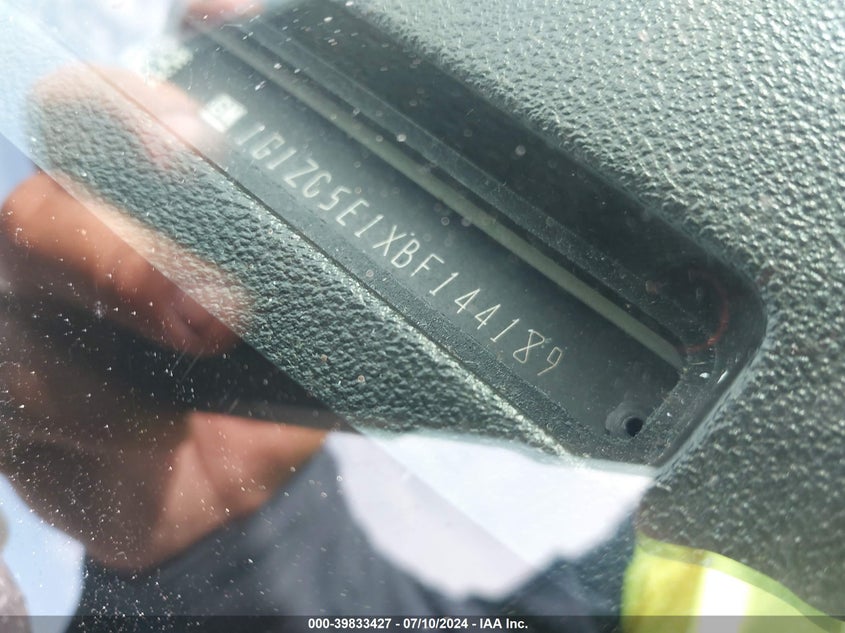 1G1ZC5E1XBF144189
000-39833427 - 07/10/2024 - IAA Inc.